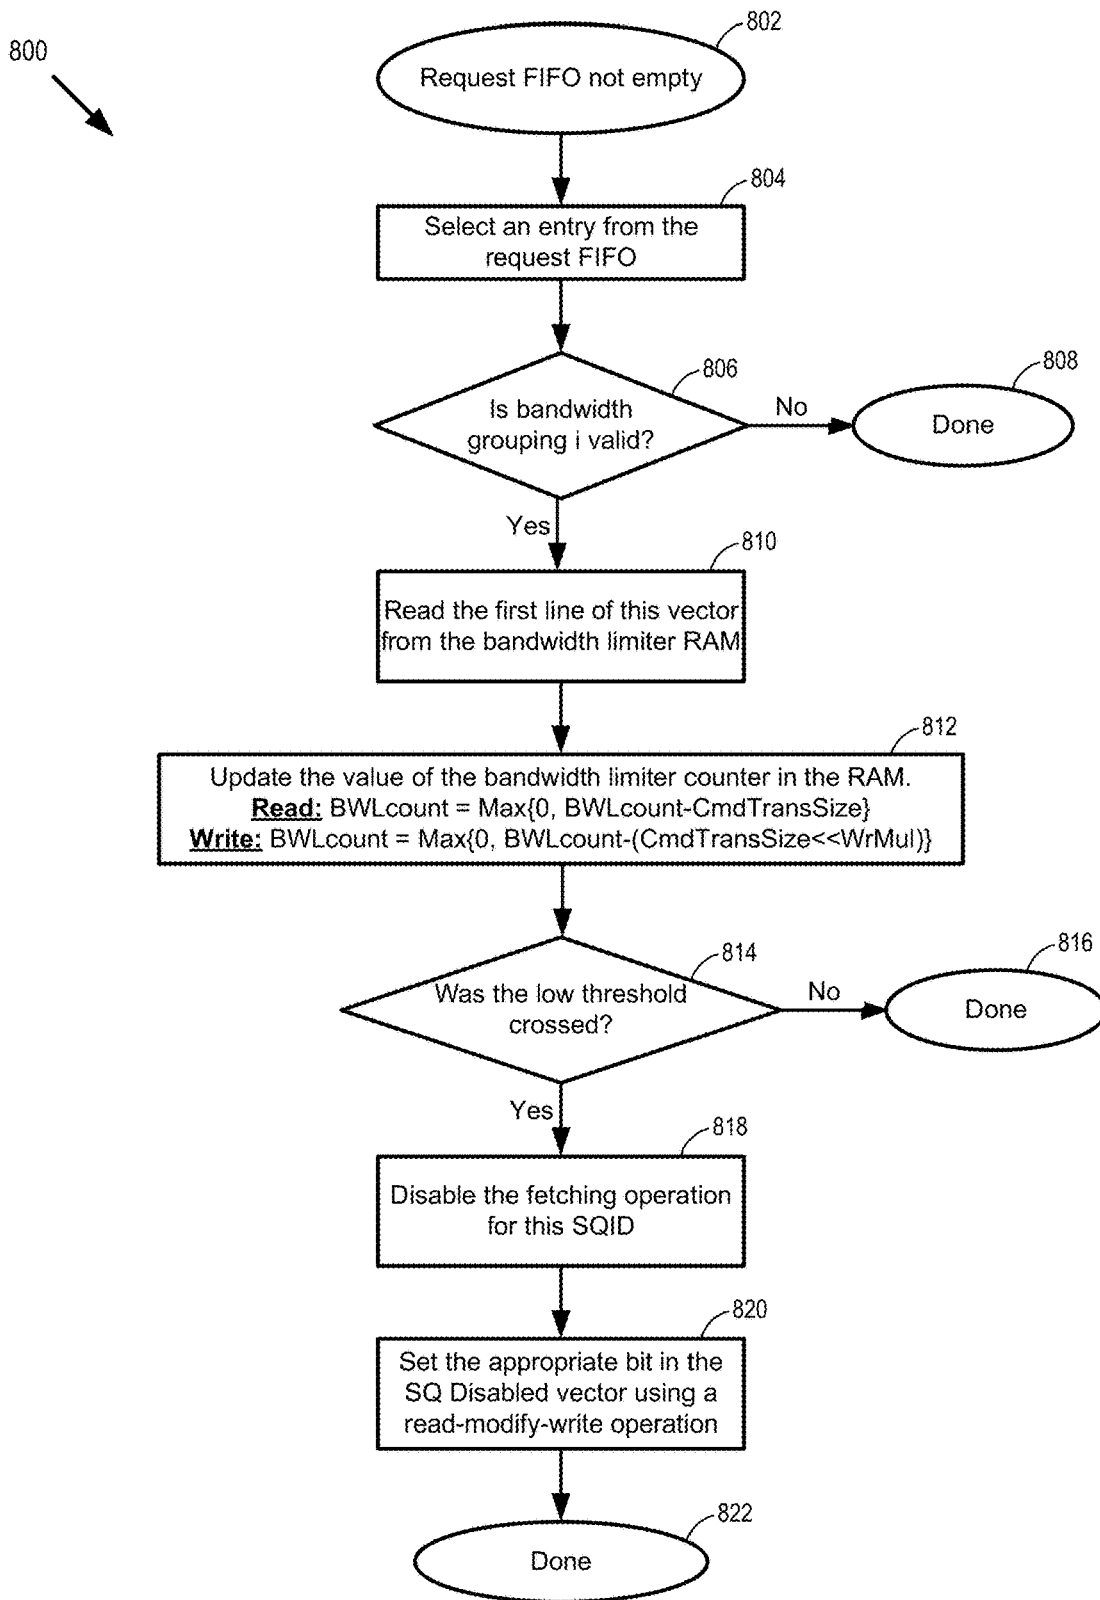 800
802
Request FIFO not empty
804
Select an entry from the
request FIFO
806
Is bandwidth
grouping i valid?
No
808
Done
Yes
810
Read the first line of this vector
from the bandwidth limiter RAM
812
Update the value of the bandwidth limiter counter in the RAM.
Read: BWLcount = Max{0, BWLcount-CmdTransSize}
Write: BWLcount = Max{0, BWLcount-(CmdTransSize<<WrMul)}
814
Was the low threshold
crossed?
No
816
Done
Yes
818
Disable the fetching operation
for this SQID
820
Set the appropriate bit in the
SQ Disabled vector using a
read-modify-write operation
822
Done